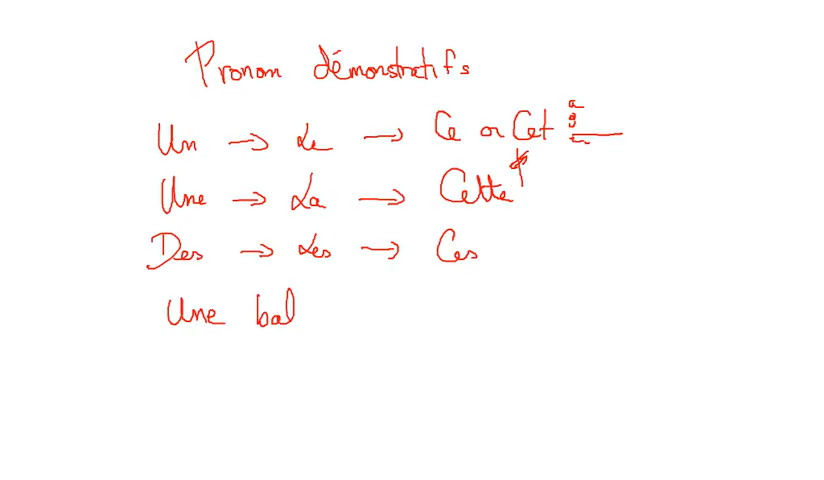 Pronom démonstratifs
Un → Le → Ce or Cet
Une → La → Cette
Des → Les → Ces
Une bal